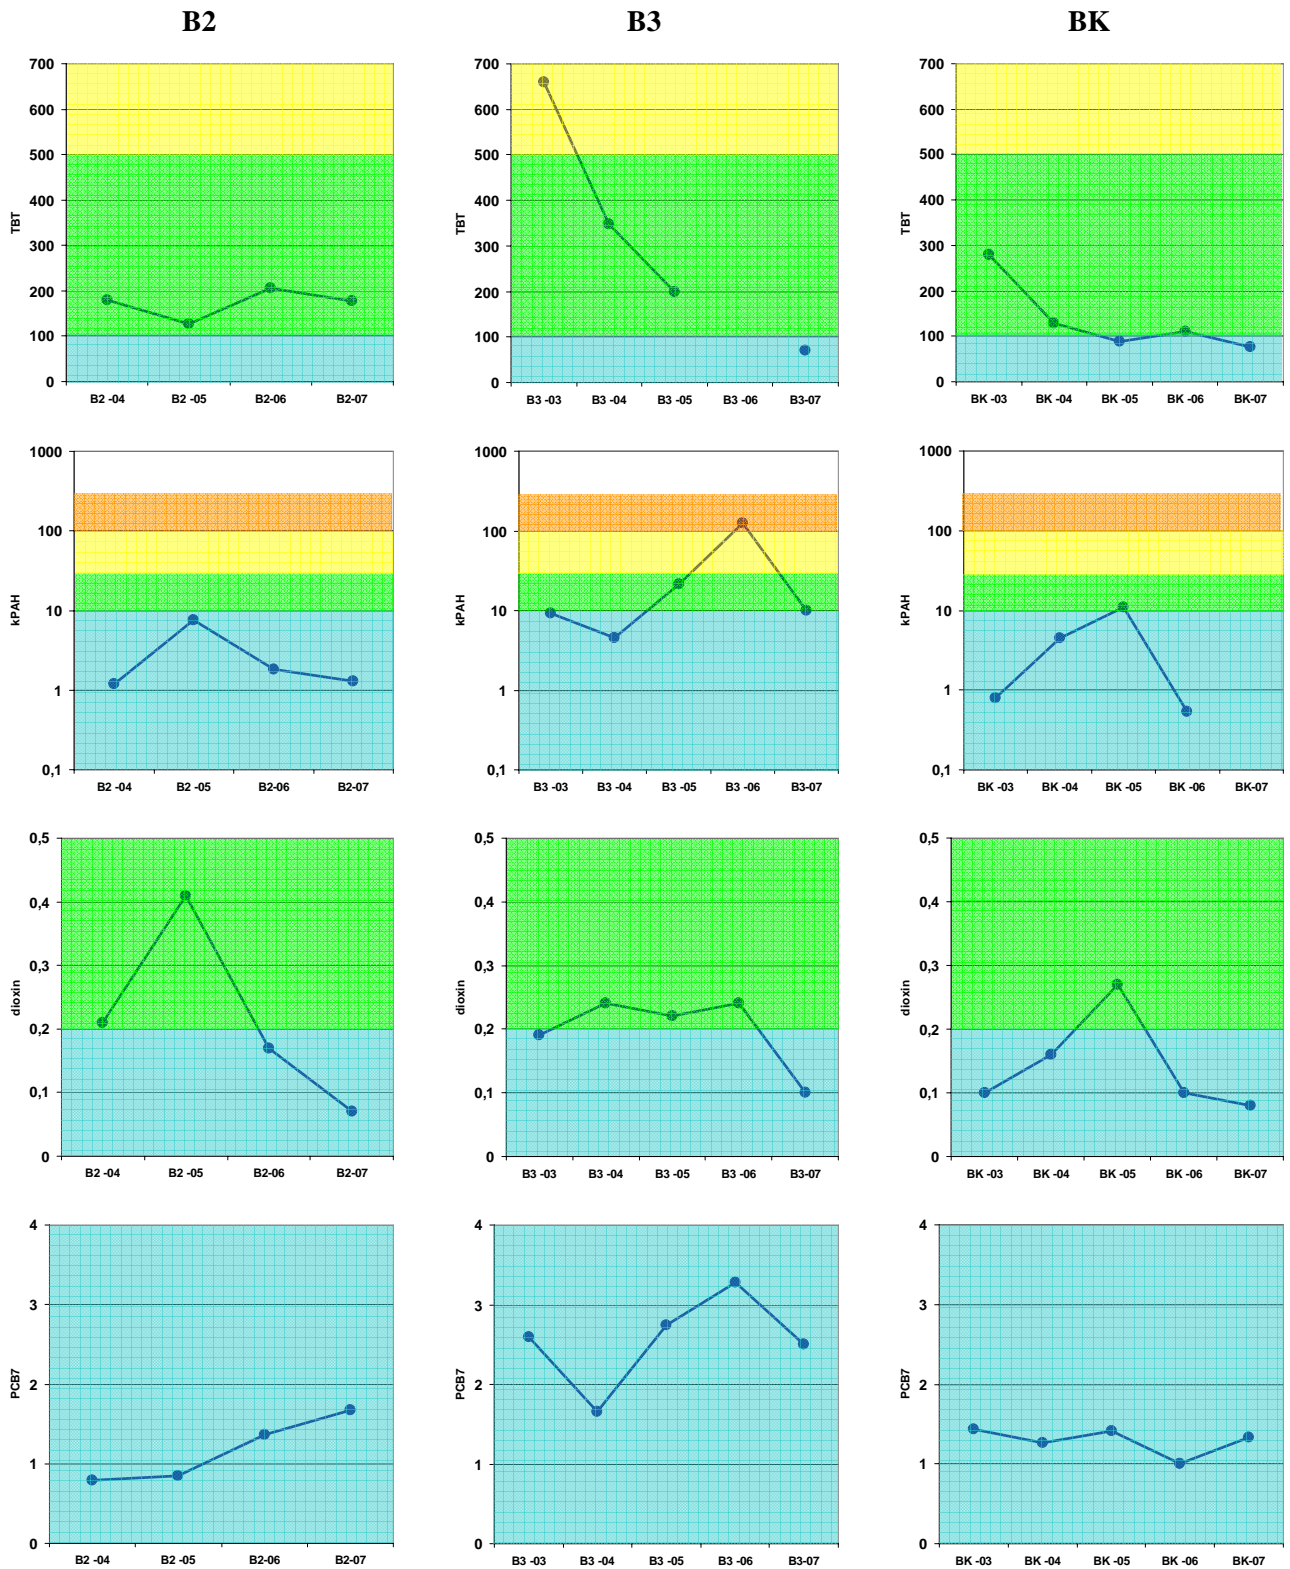 B2 B3 BK
700 700 700
600 600 600
500 500 500
400 400 400
300 300 300
200 200 200
100 100 100
0 0 0
TBT TBT TBT
B2 -04 B2 -05 B2-06 B2-07 B3 -03 B3 -04 B3 -05 B3 -06 B3-07 BK -03 BK -04 BK -05 BK -06 BK-07
1000 1000 1000
100 100 100
10 10 10
1 1 1
0,1 0,1 0,1
kPAH kPAH kPAH
B2 -04 B2 -05 B2-06 B2-07 B3 -03 B3 -04 B3 -05 B3 -06 B3-07 BK -03 BK -04 BK -05 BK -06 BK-07
0,5 0,5 0,5
0,4 0,4 0,4
0,3 0,3 0,3
0,2 0,2 0,2
0,1 0,1 0,1
0 0 0
dioxin dioxin dioxin
B2 -04 B2 -05 B2-06 B2-07 B3 -03 B3 -04 B3 -05 B3 -06 B3-07 BK -03 BK -04 BK -05 BK -06 BK-07
4 4 4
3 3 3
2 2 2
1 1 1
0 0 0
PCB7 PCB7 PCB7
B2 -04 B2 -05 B2-06 B2-07 B3 -03 B3 -04 B3 -05 B3 -06 B3-07 BK -03 BK -04 BK -05 BK -06 BK-07